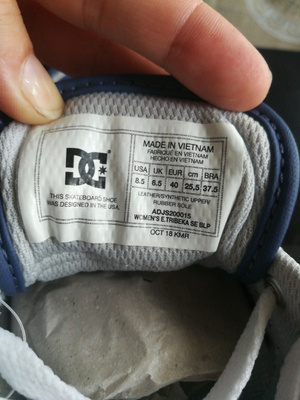 MADE IN VIETNAM
FABRIQUÉ EN VIETNAM
HECHO EN VIETNAM
USA UK EUR cm BRA
8.5 6.5 40 25,5 37.5
DC
THIS SKATEBOARD SHOE
WAS DESIGNED IN THE USA
LEATHER/SYNTHETIC UPPER/
RUBBER SOLE
ADJS200015
WOMEN'S E.TRIBEKA SE BLP
OCT 18 KMR